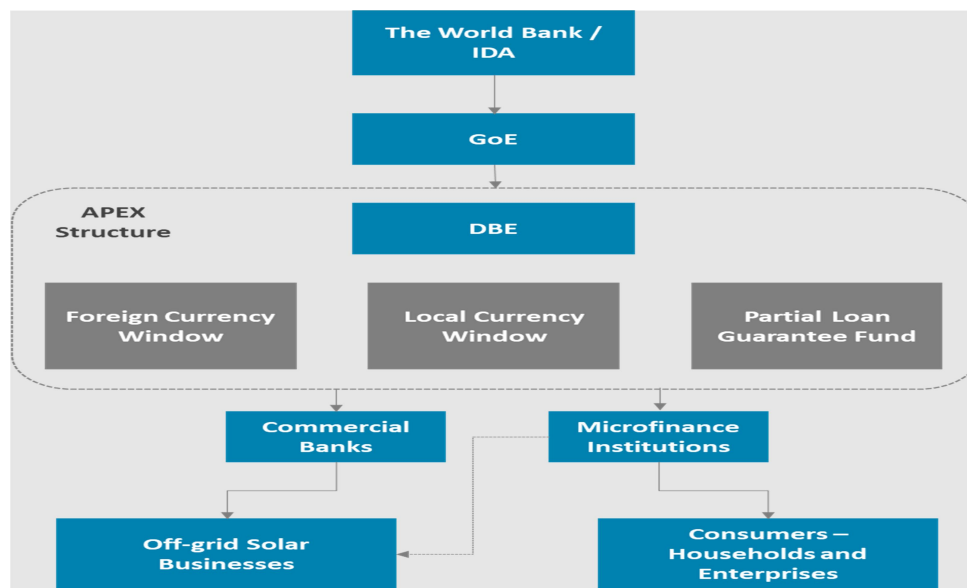 The World Bank /
IDA
GoE
APEX
Structure
DBE
Foreign Currency
Window
Local Currency
Window
Partial Loan
Guarantee Fund
Commercial
Banks
Microfinance
Institutions
Off-grid Solar
Businesses
Consumers –
Households and
Enterprises